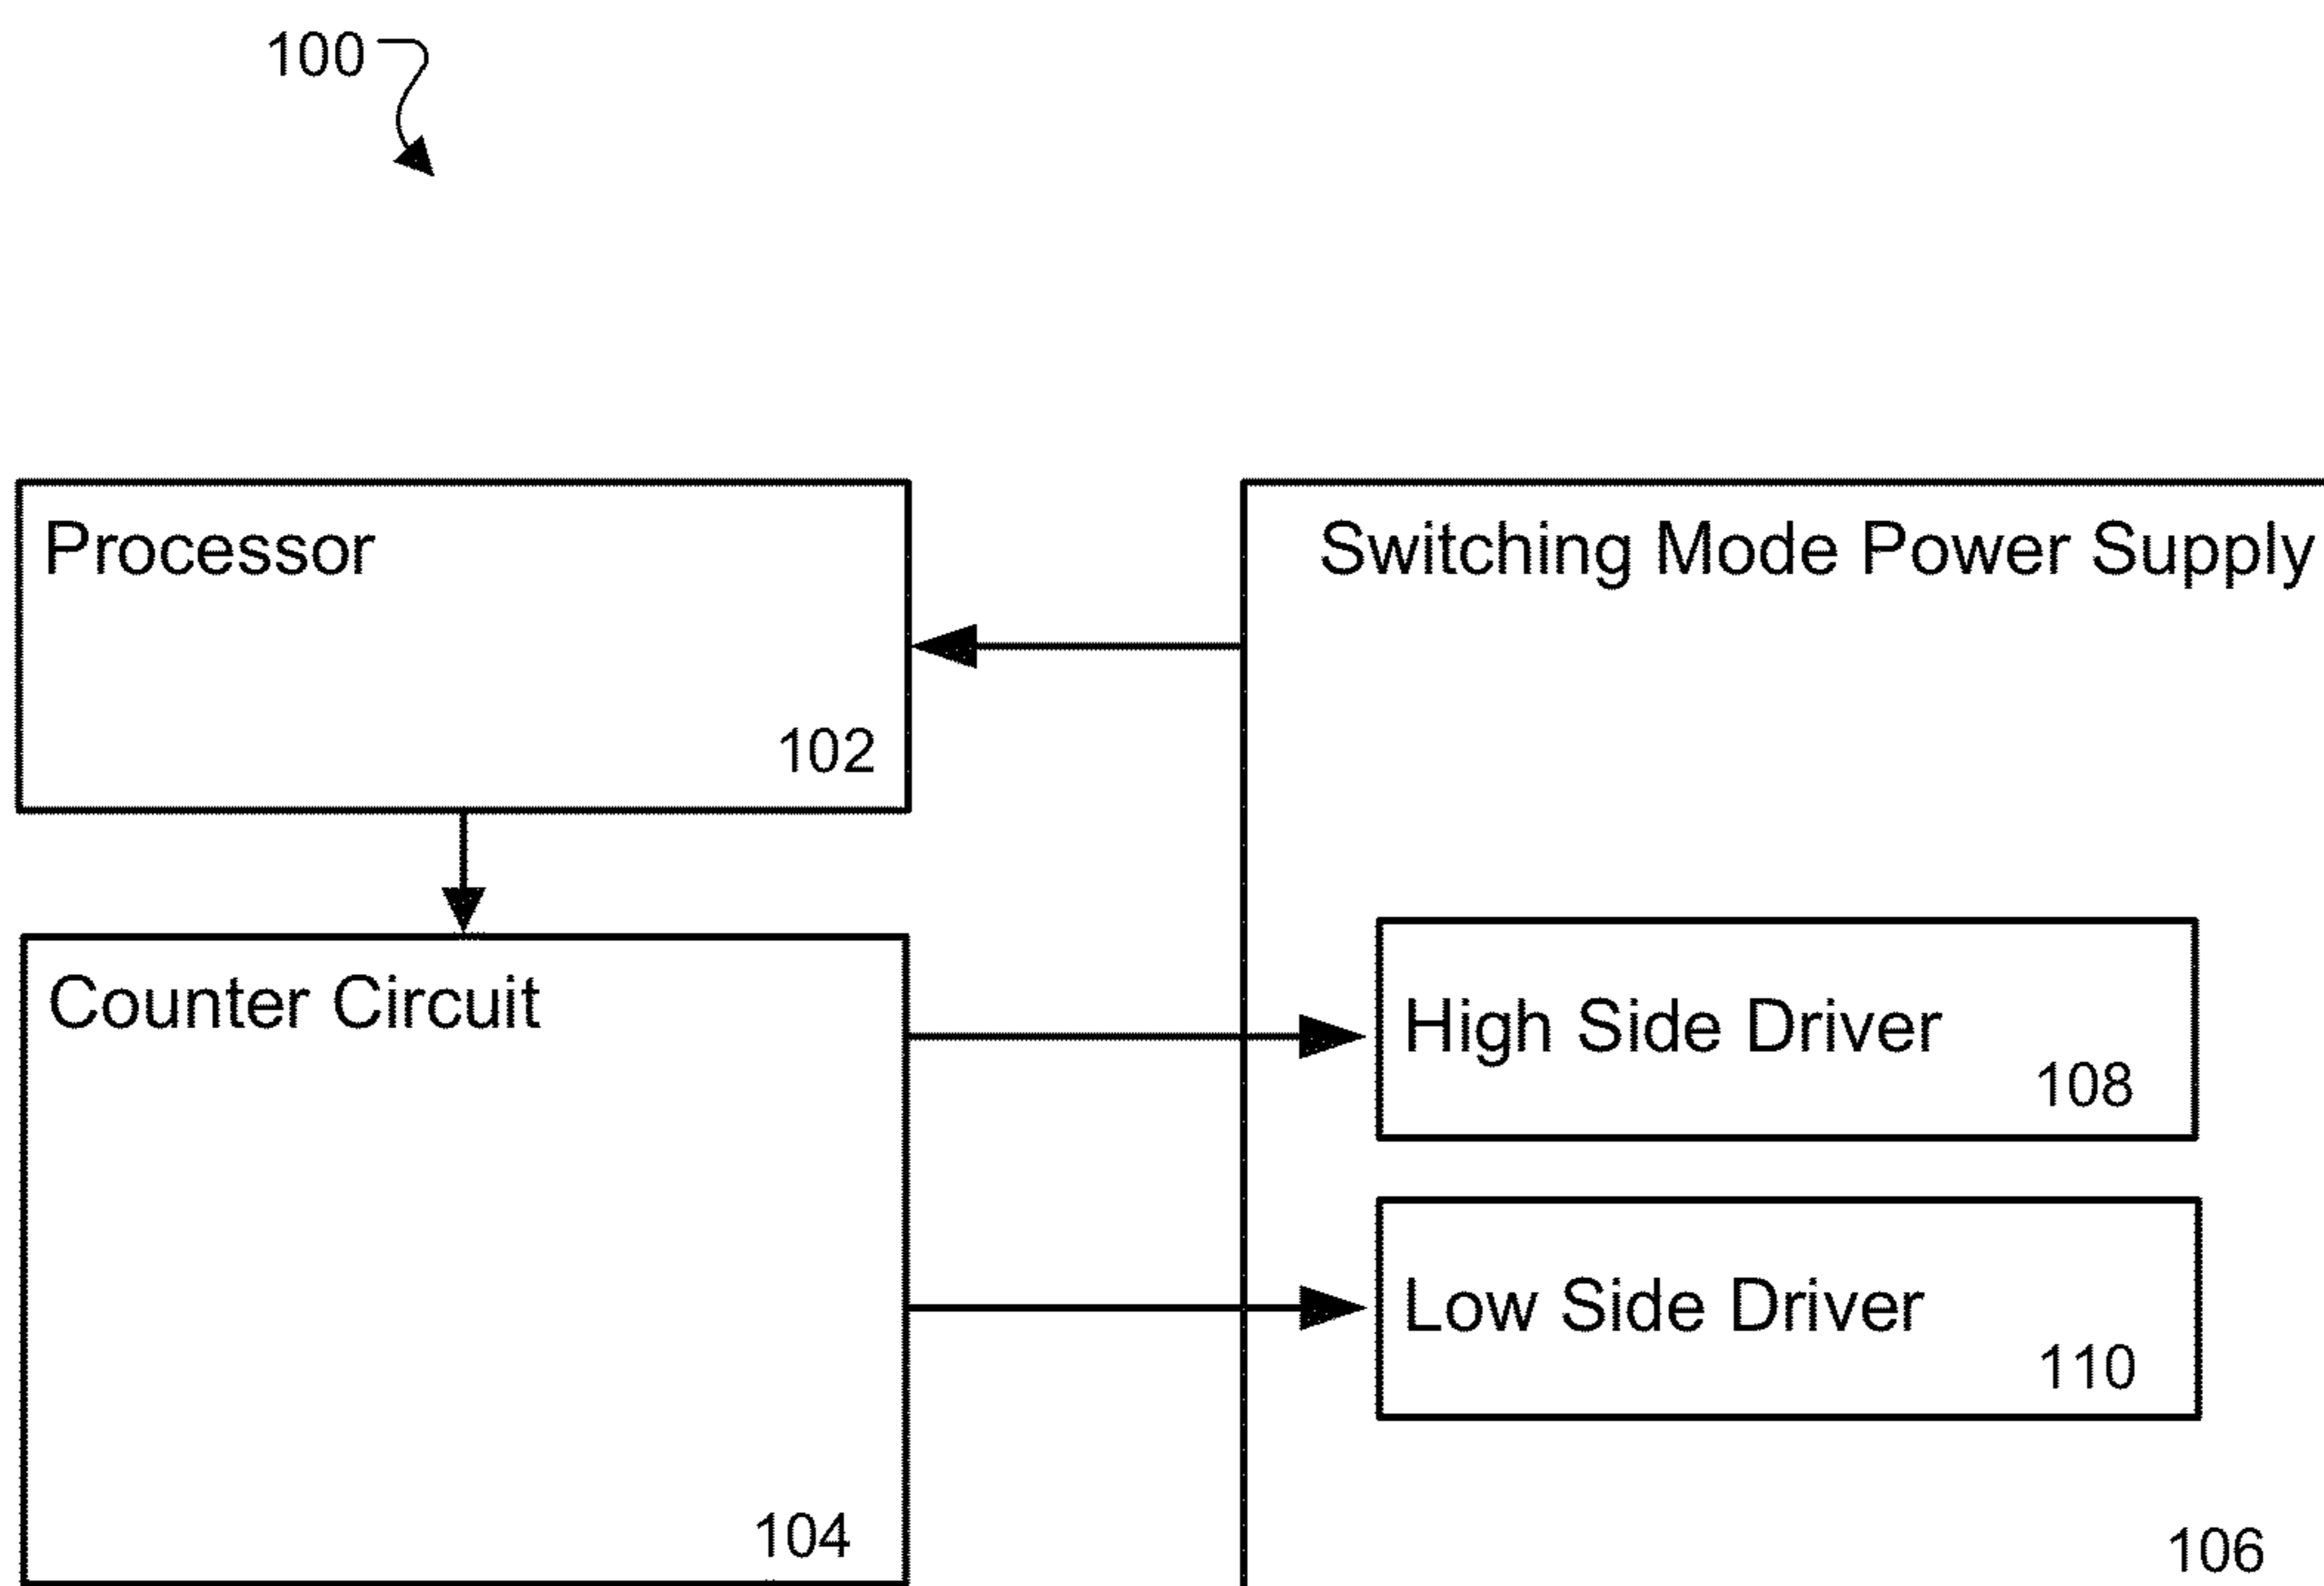 100
Processor
102
Switching Mode Power Supply
Counter Circuit
104
High Side Driver
108
Low Side Driver
110
106